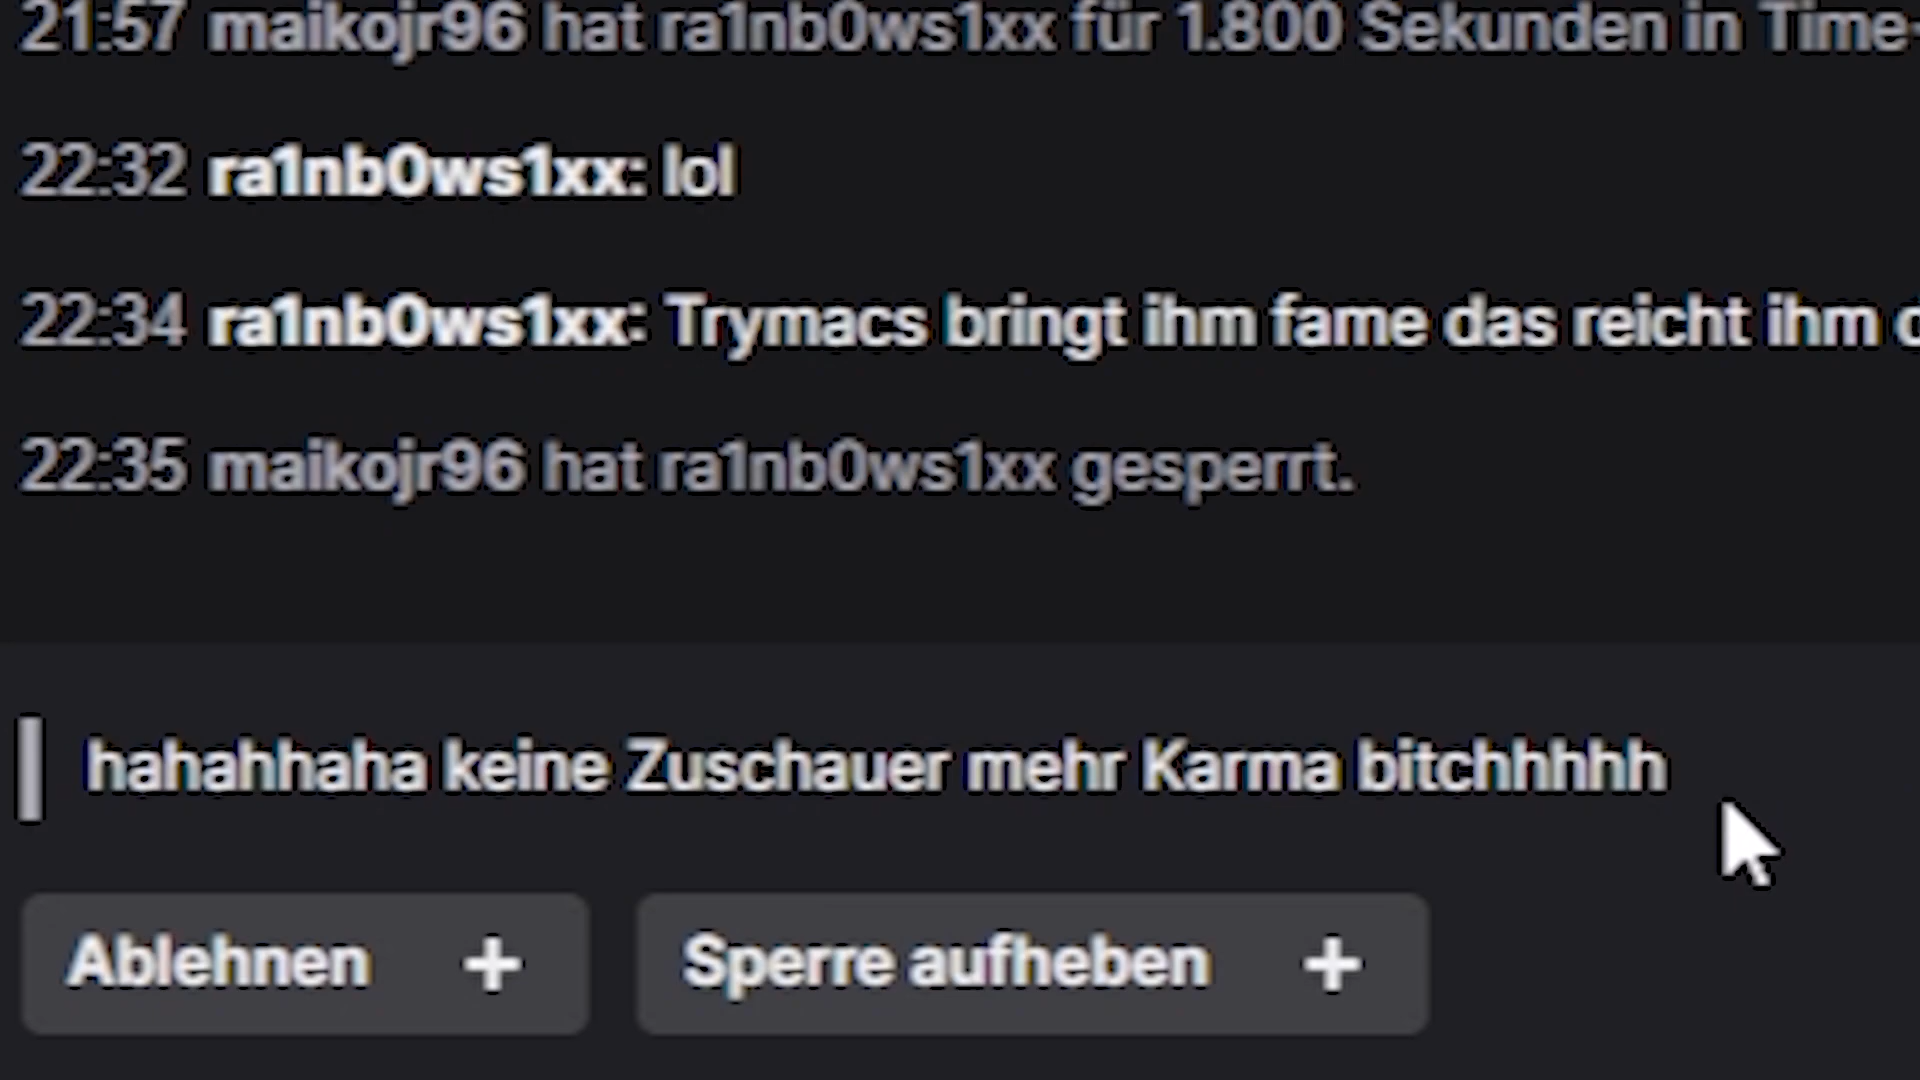 21:57 maikojr96 hat ra1nb0ws1xx für 1.800 Sekunden in Time-
22:32 ra1nb0ws1xx: lol
22:34 ra1nb0ws1xx: Trymacs bringt ihm fame das reicht ihm
22:35 maikojr96 hat ra1nb0ws1xx gesperrt.
hahahhaha keine Zuschauer mehr Karma bitchhhhh
Ablehnen +
Sperre aufheben +